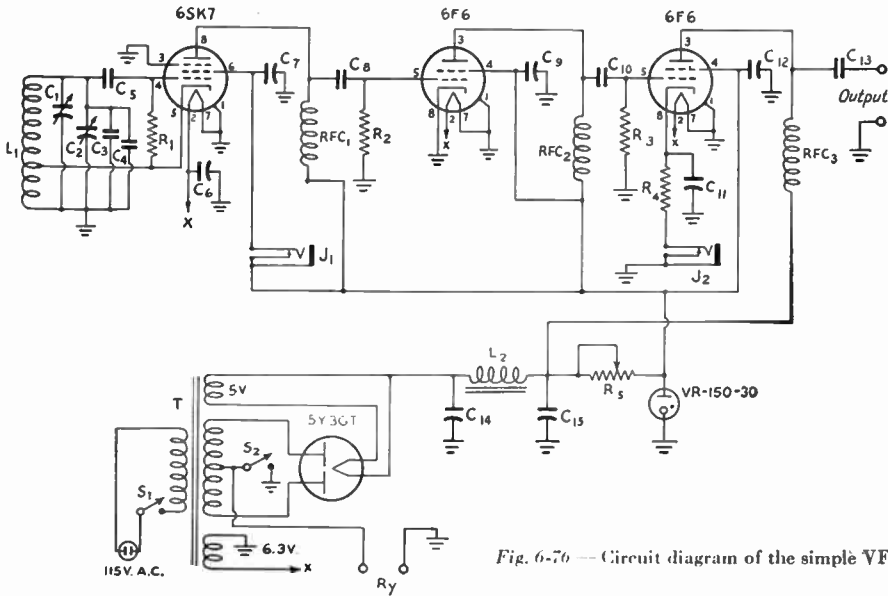 6SK7
6F6
6F6
8
3
6
4
5
2
7
1
C7
C8
3
5
4
8
2
7
1
C9
C10
3
5
4
8
2
7
1
C12
C13
Output
L1
C1
C2
C3
C4
C5
R1
C6
X
RFC1
R2
X
RFC2
R3
X
R4
C11
RFC3
J1
J2
T
5V
5Y3GT
L2
C14
C15
R5
VR-150-30
S1
S2
115V. A.C.
6.3V.
X
Ry
Fig. 6-76 — Circuit diagram of the simple VF